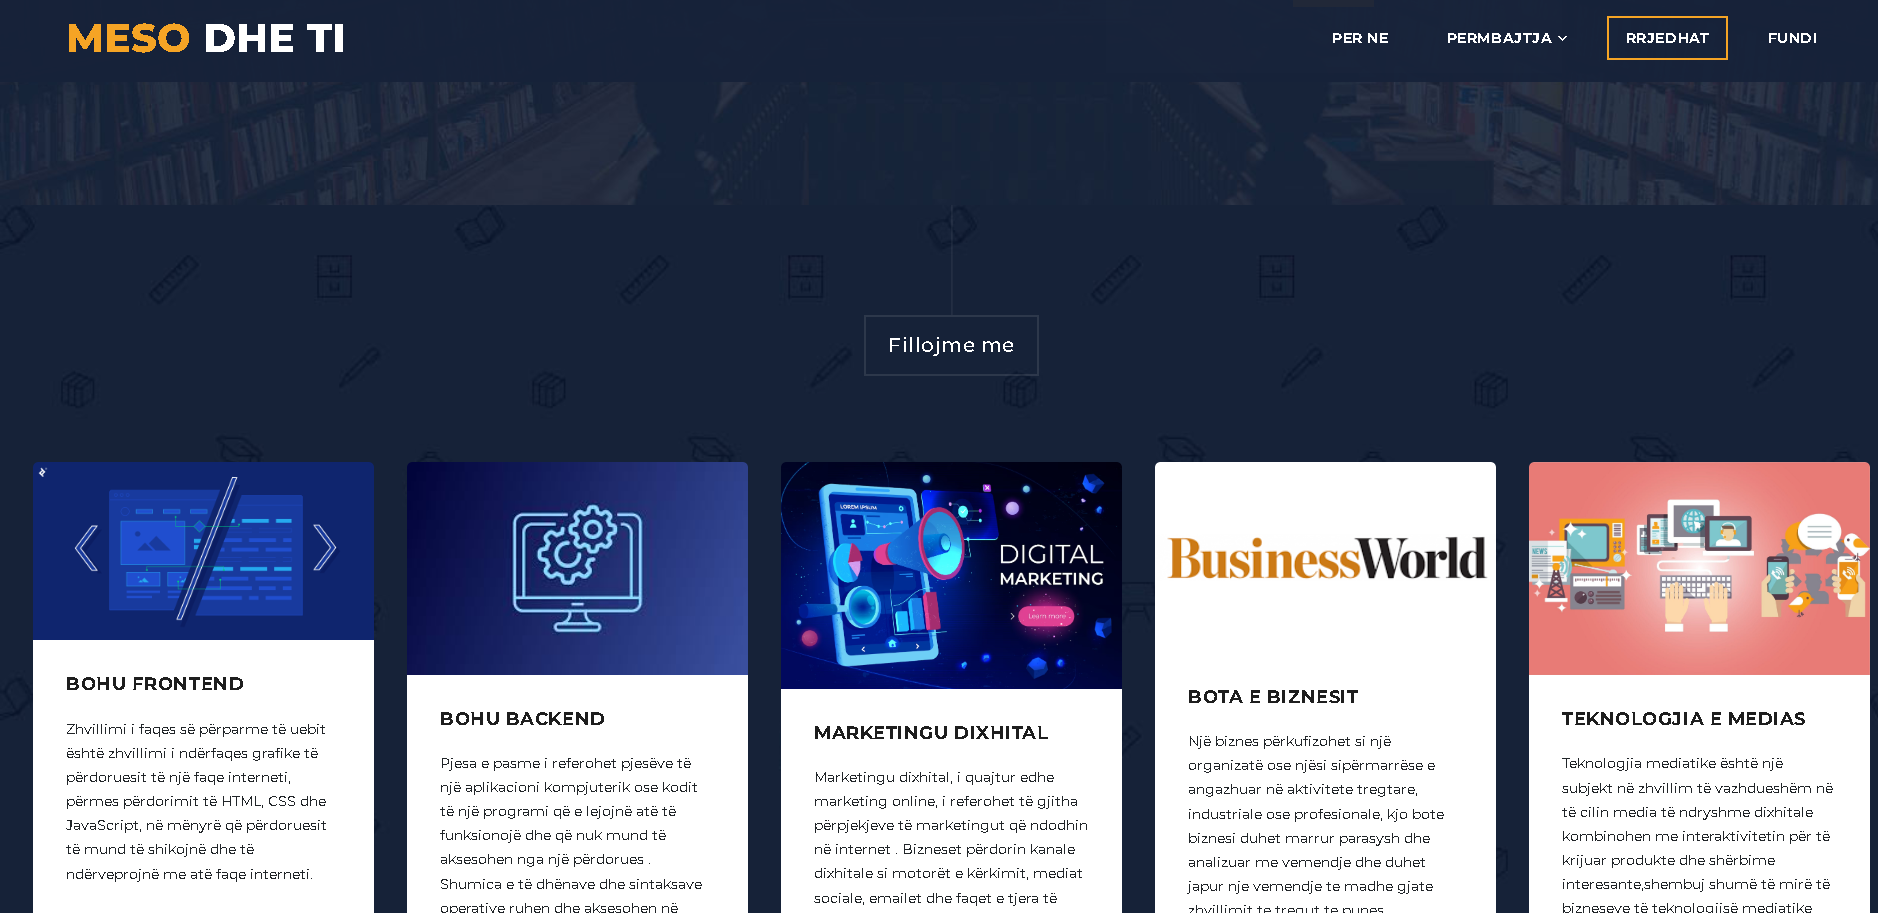 MESO DHE TI
PER NE
PERMBAJTJA
RRJEDHAT
FUNDI
Fillojme me
BOHU FRONTEND
Zhvillimi i faqes së përparme të uebit
është zhvillimi i ndërfaqes grafike të
përdoruesit të një faqe interneti,
përmes përdorimit të HTML, CSS dhe
JavaScript, në mënyrë që përdoruesit
të mund të shikojnë dhe të
ndërveprojnë me atë faqe interneti.
BOHU BACKEND
Pjesa e pasme i referohet pjesëve të
një aplikacioni kompjuterik ose kodit
të një programi që e lejojnë atë të
funksionojë dhe që nuk mund të
aksesohen nga një përdorues .
Shumica e të dhënave dhe sintaksave
operative ruhen dhe aksesohen në
LOREM IPSUM
DIGITAL
MARKETING
Learn more
MARKETINGU DIXHITAL
Marketingu dixhital, i quajtur edhe
marketing online, i referohet të gjitha
përpjekjeve të marketingut që ndodhin
në internet . Bizneset përdorin kanale
dixhitale si motorët e kërkimit, mediat
sociale, emailet dhe faqet e tjera të
BusinessWorld
BOTA E BIZNESIT
Një biznes përkufizohet si një
organizatë ose njësi sipërmarrëse e
angazhuar në aktivitete tregtare,
industriale ose profesionale, kjo bote
biznesi duhet marrur parasysh dhe
analizuar me vemendje dhe duhet
japur nje vemendje te madhe gjate
zhvillimit te tregut te punes
NEWS
TEKNOLOGJIA E MEDIAS
Teknologjia mediatike është një
subjekt në zhvillim të vazhdueshëm në
të cilin media të ndryshme dixhitale
kombinohen me interaktivitetin për të
krijuar produkte dhe shërbime
interesante,shembuj shumë të mirë të
bizneseve të teknologjisë mediatike